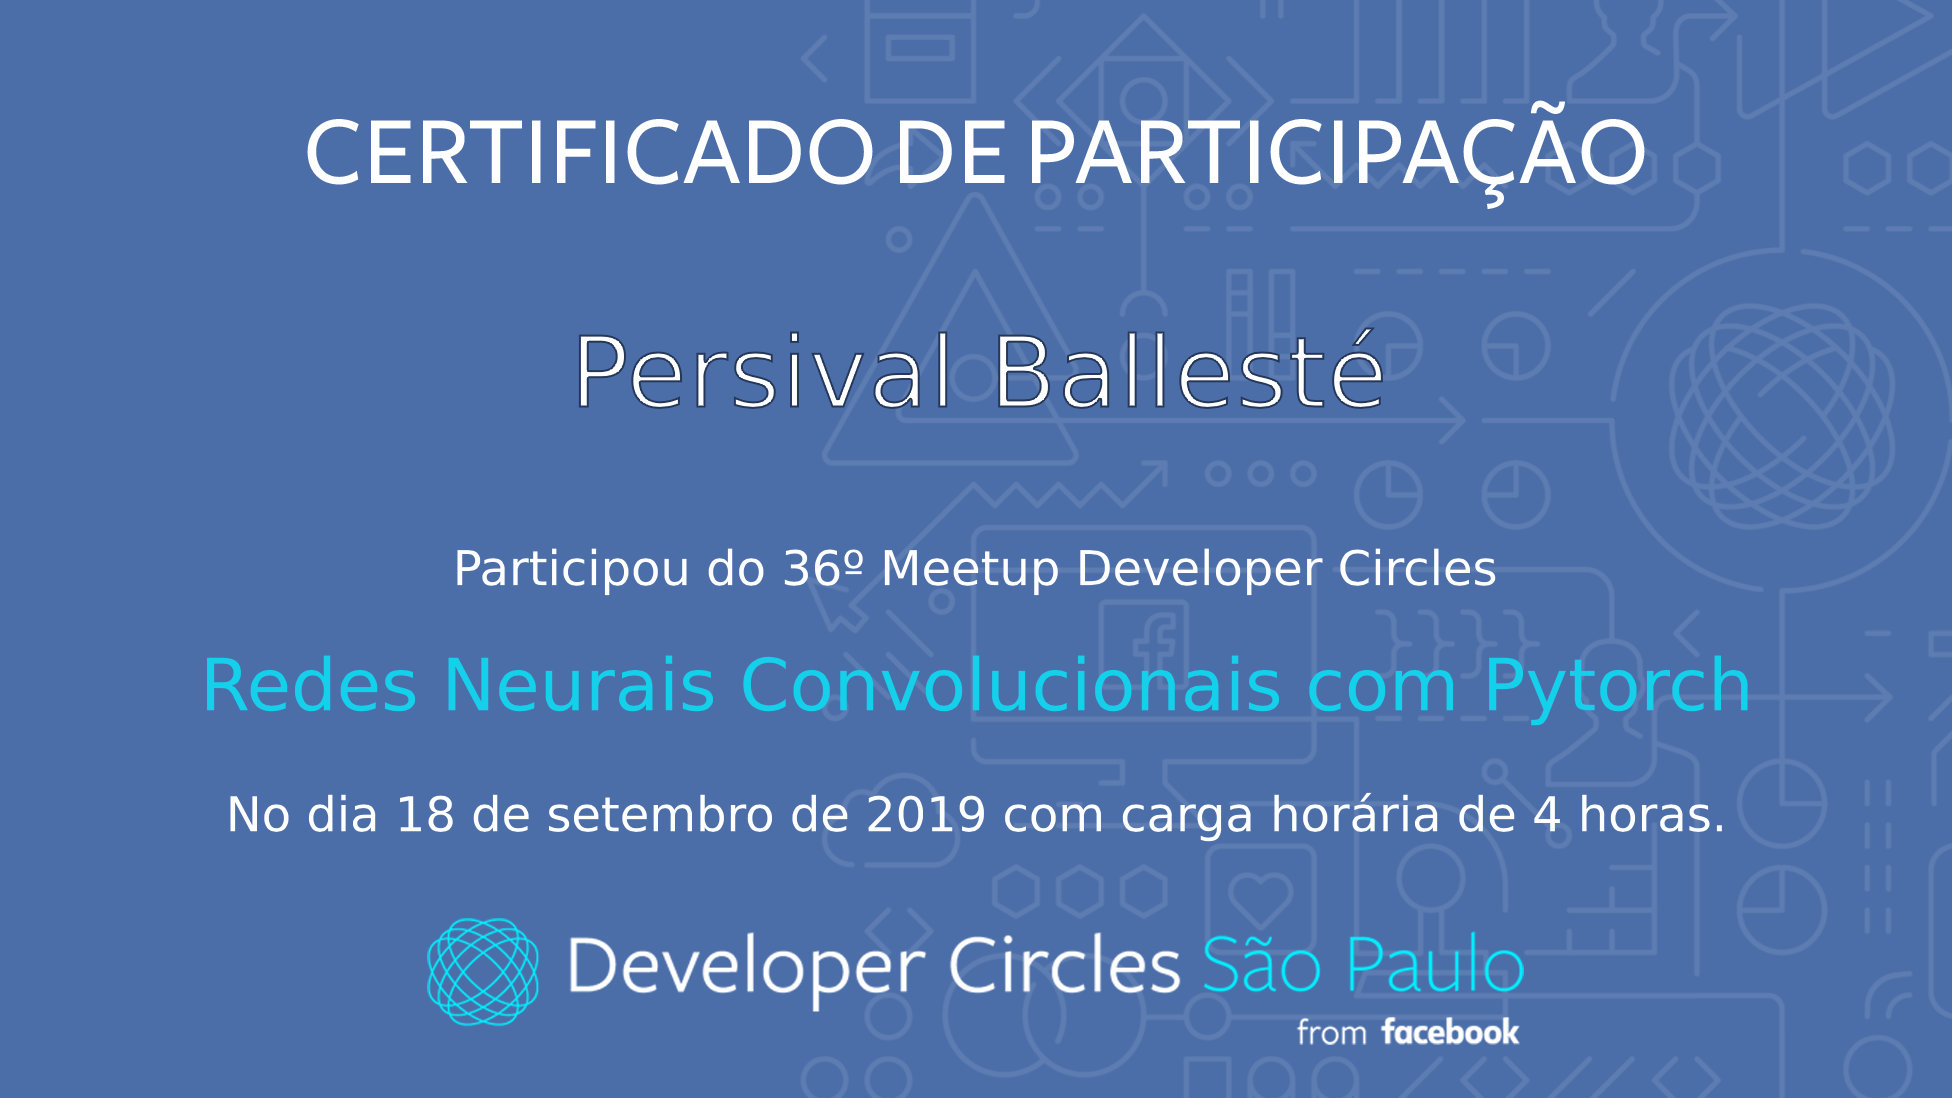 CERTIFICADO DE PARTICIPAÇÃO
Persival Ballesté
Participou do 36º Meetup Developer Circles
Redes Neurais Convolucionais com Pytorch
No dia 18 de setembro de 2019 com carga horária de 4 horas.
Developer Circles São Paulo
from facebook